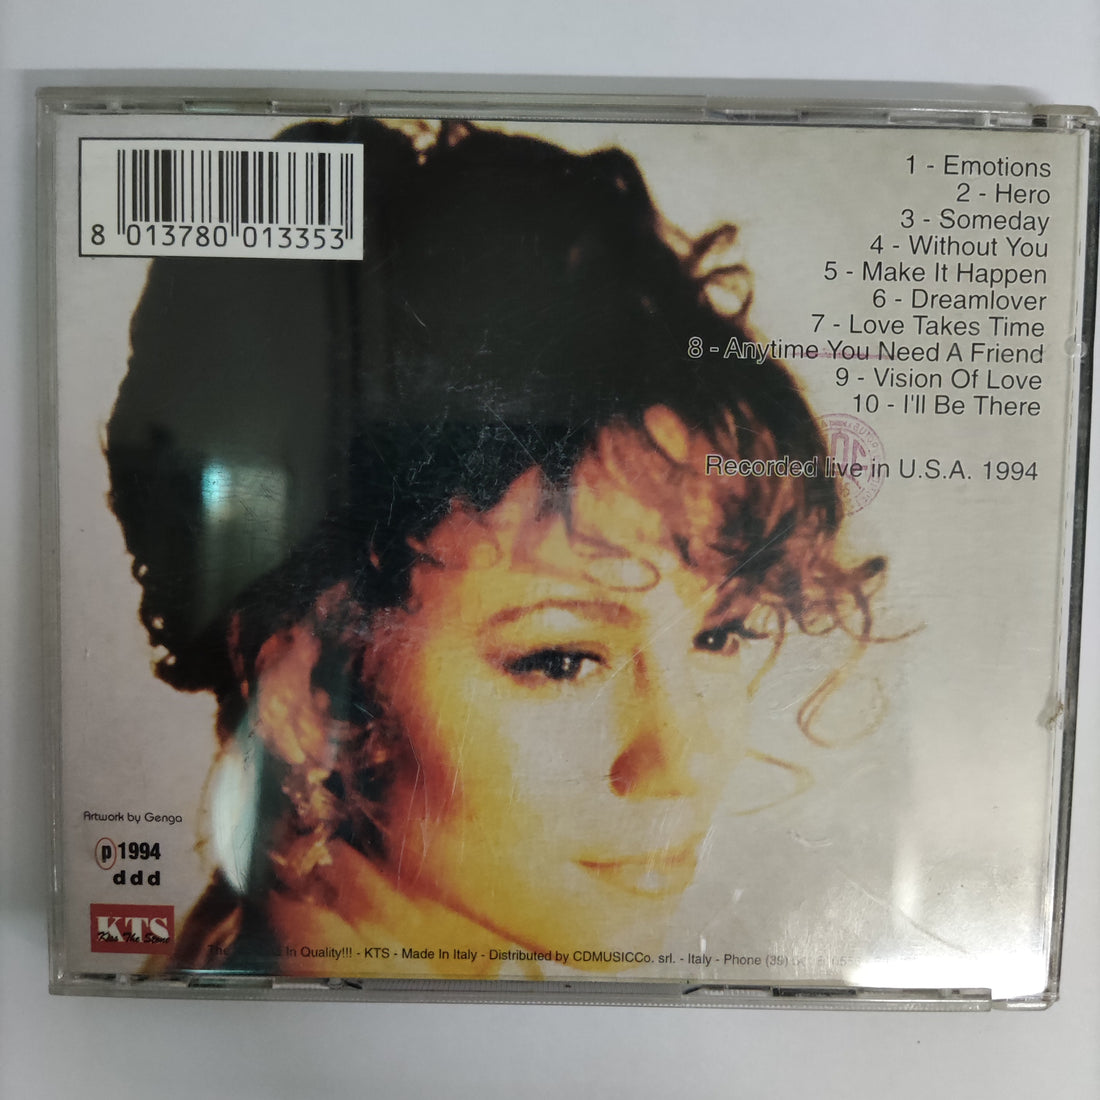 8 013780 013353
1 - Emotions
2 - Hero
3 - Someday
4 - Without You
5 - Make It Happen
6 - Dreamlover
7 - Love Takes Time
8 - Anytime You Need A Friend
9 - Vision Of Love
10 - I'll Be There
Recorded live in U.S.A. 1994
Artwork by Genga
p 1994
ddd
KTS
Kiss The Stone
The In Quality!!! - KTS - Made In Italy - Distributed by CDMUSICCo. srl. - Italy - Phone (39)